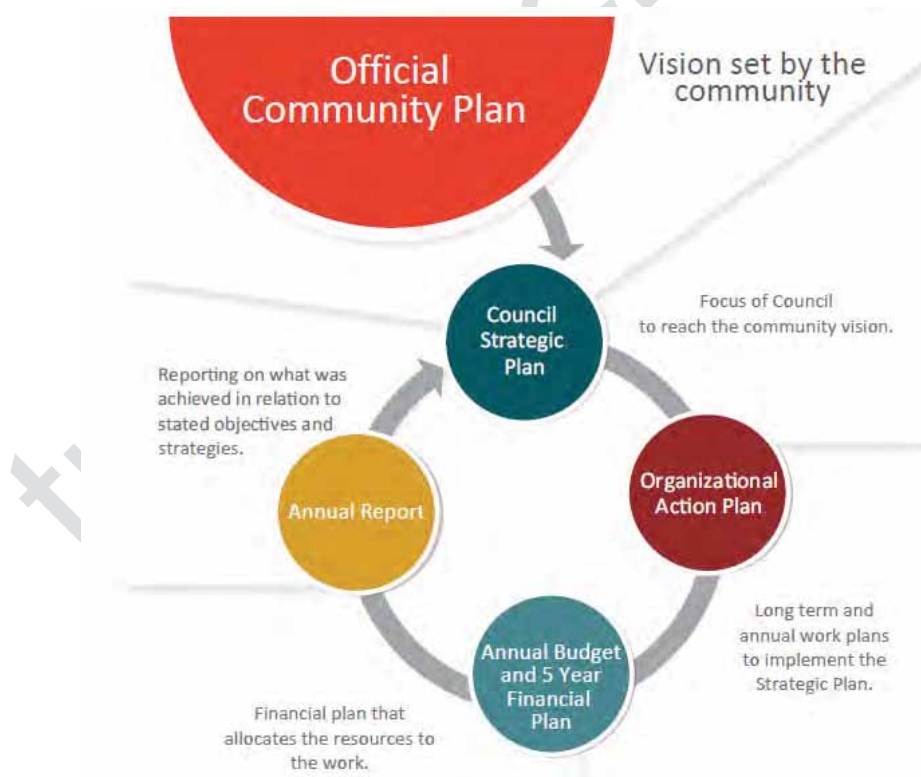 Official
Community Plan
Vision set by the
community
Council
Strategic
Plan
Focus of Council
to reach the community vision.
Reporting on what was
achieved in relation to
stated objectives and
strategies.
Organizational
Action Plan
Annual Report
Long term and
annual work plans
to implement the
Strategic Plan.
Annual Budget
and 5 Year
Financial
Plan
Financial plan that
allocates the resources to
the work.